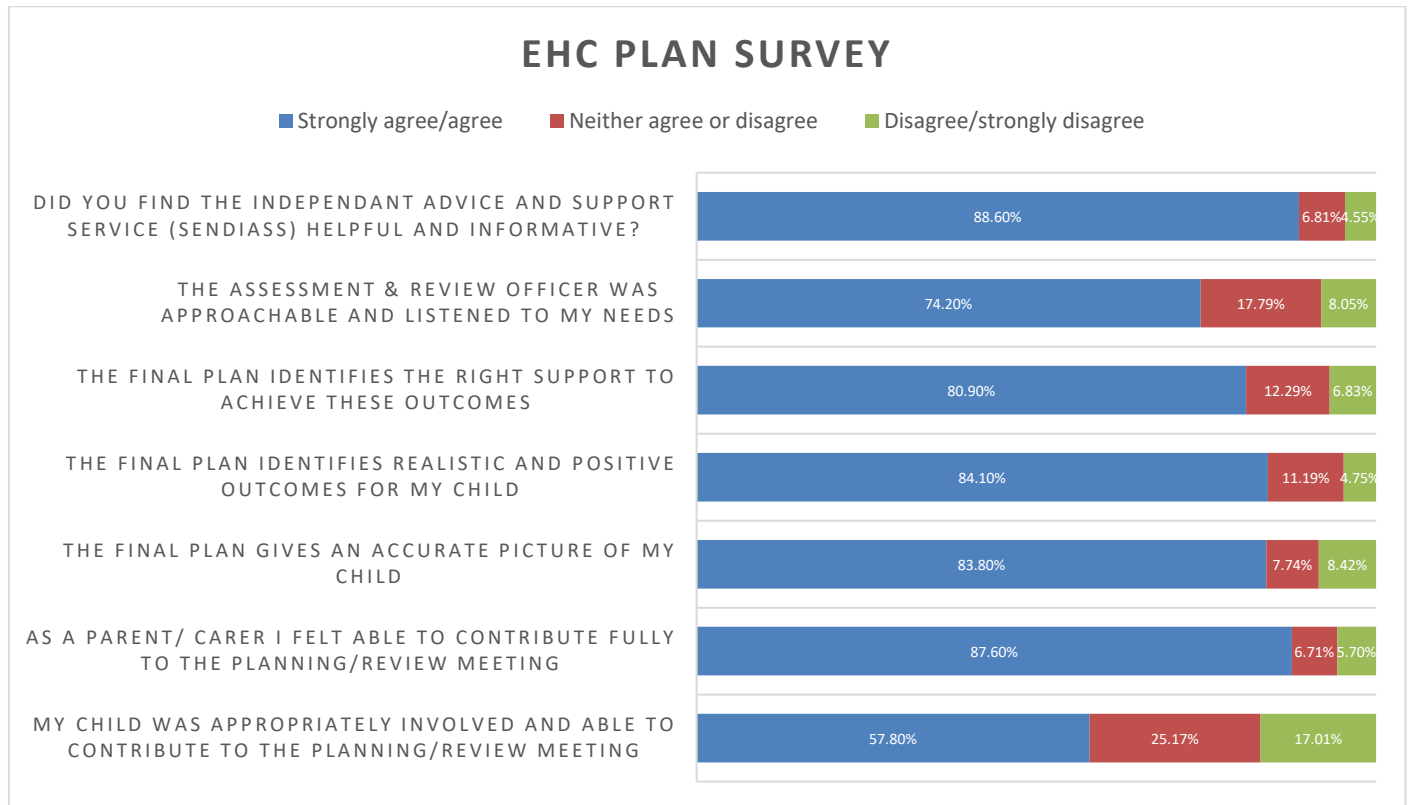 EHC PLAN SURVEY
Strongly agree/agree
Neither agree or disagree
Disagree/strongly disagree
DID YOU FIND THE INDEPENDANT ADVICE AND SUPPORT
SERVICE (SENDIASS) HELPFUL AND INFORMATIVE?
88.60%
6.81%
4.55%
THE ASSESSMENT & REVIEW OFFICER WAS
APPROACHABLE AND LISTENED TO MY NEEDS
74.20%
17.79%
8.05%
THE FINAL PLAN IDENTIFIES THE RIGHT SUPPORT TO
ACHIEVE THESE OUTCOMES
80.90%
12.29%
6.83%
THE FINAL PLAN IDENTIFIES REALISTIC AND POSITIVE
OUTCOMES FOR MY CHILD
84.10%
11.19%
4.75%
THE FINAL PLAN GIVES AN ACCURATE PICTURE OF MY
CHILD
83.80%
7.74%
8.42%
AS A PARENT/ CARER I FELT ABLE TO CONTRIBUTE FULLY
TO THE PLANNING/REVIEW MEETING
87.60%
6.71%
5.70%
MY CHILD WAS APPROPRIATELY INVOLVED AND ABLE TO
CONTRIBUTE TO THE PLANNING/REVIEW MEETING
57.80%
25.17%
17.01%